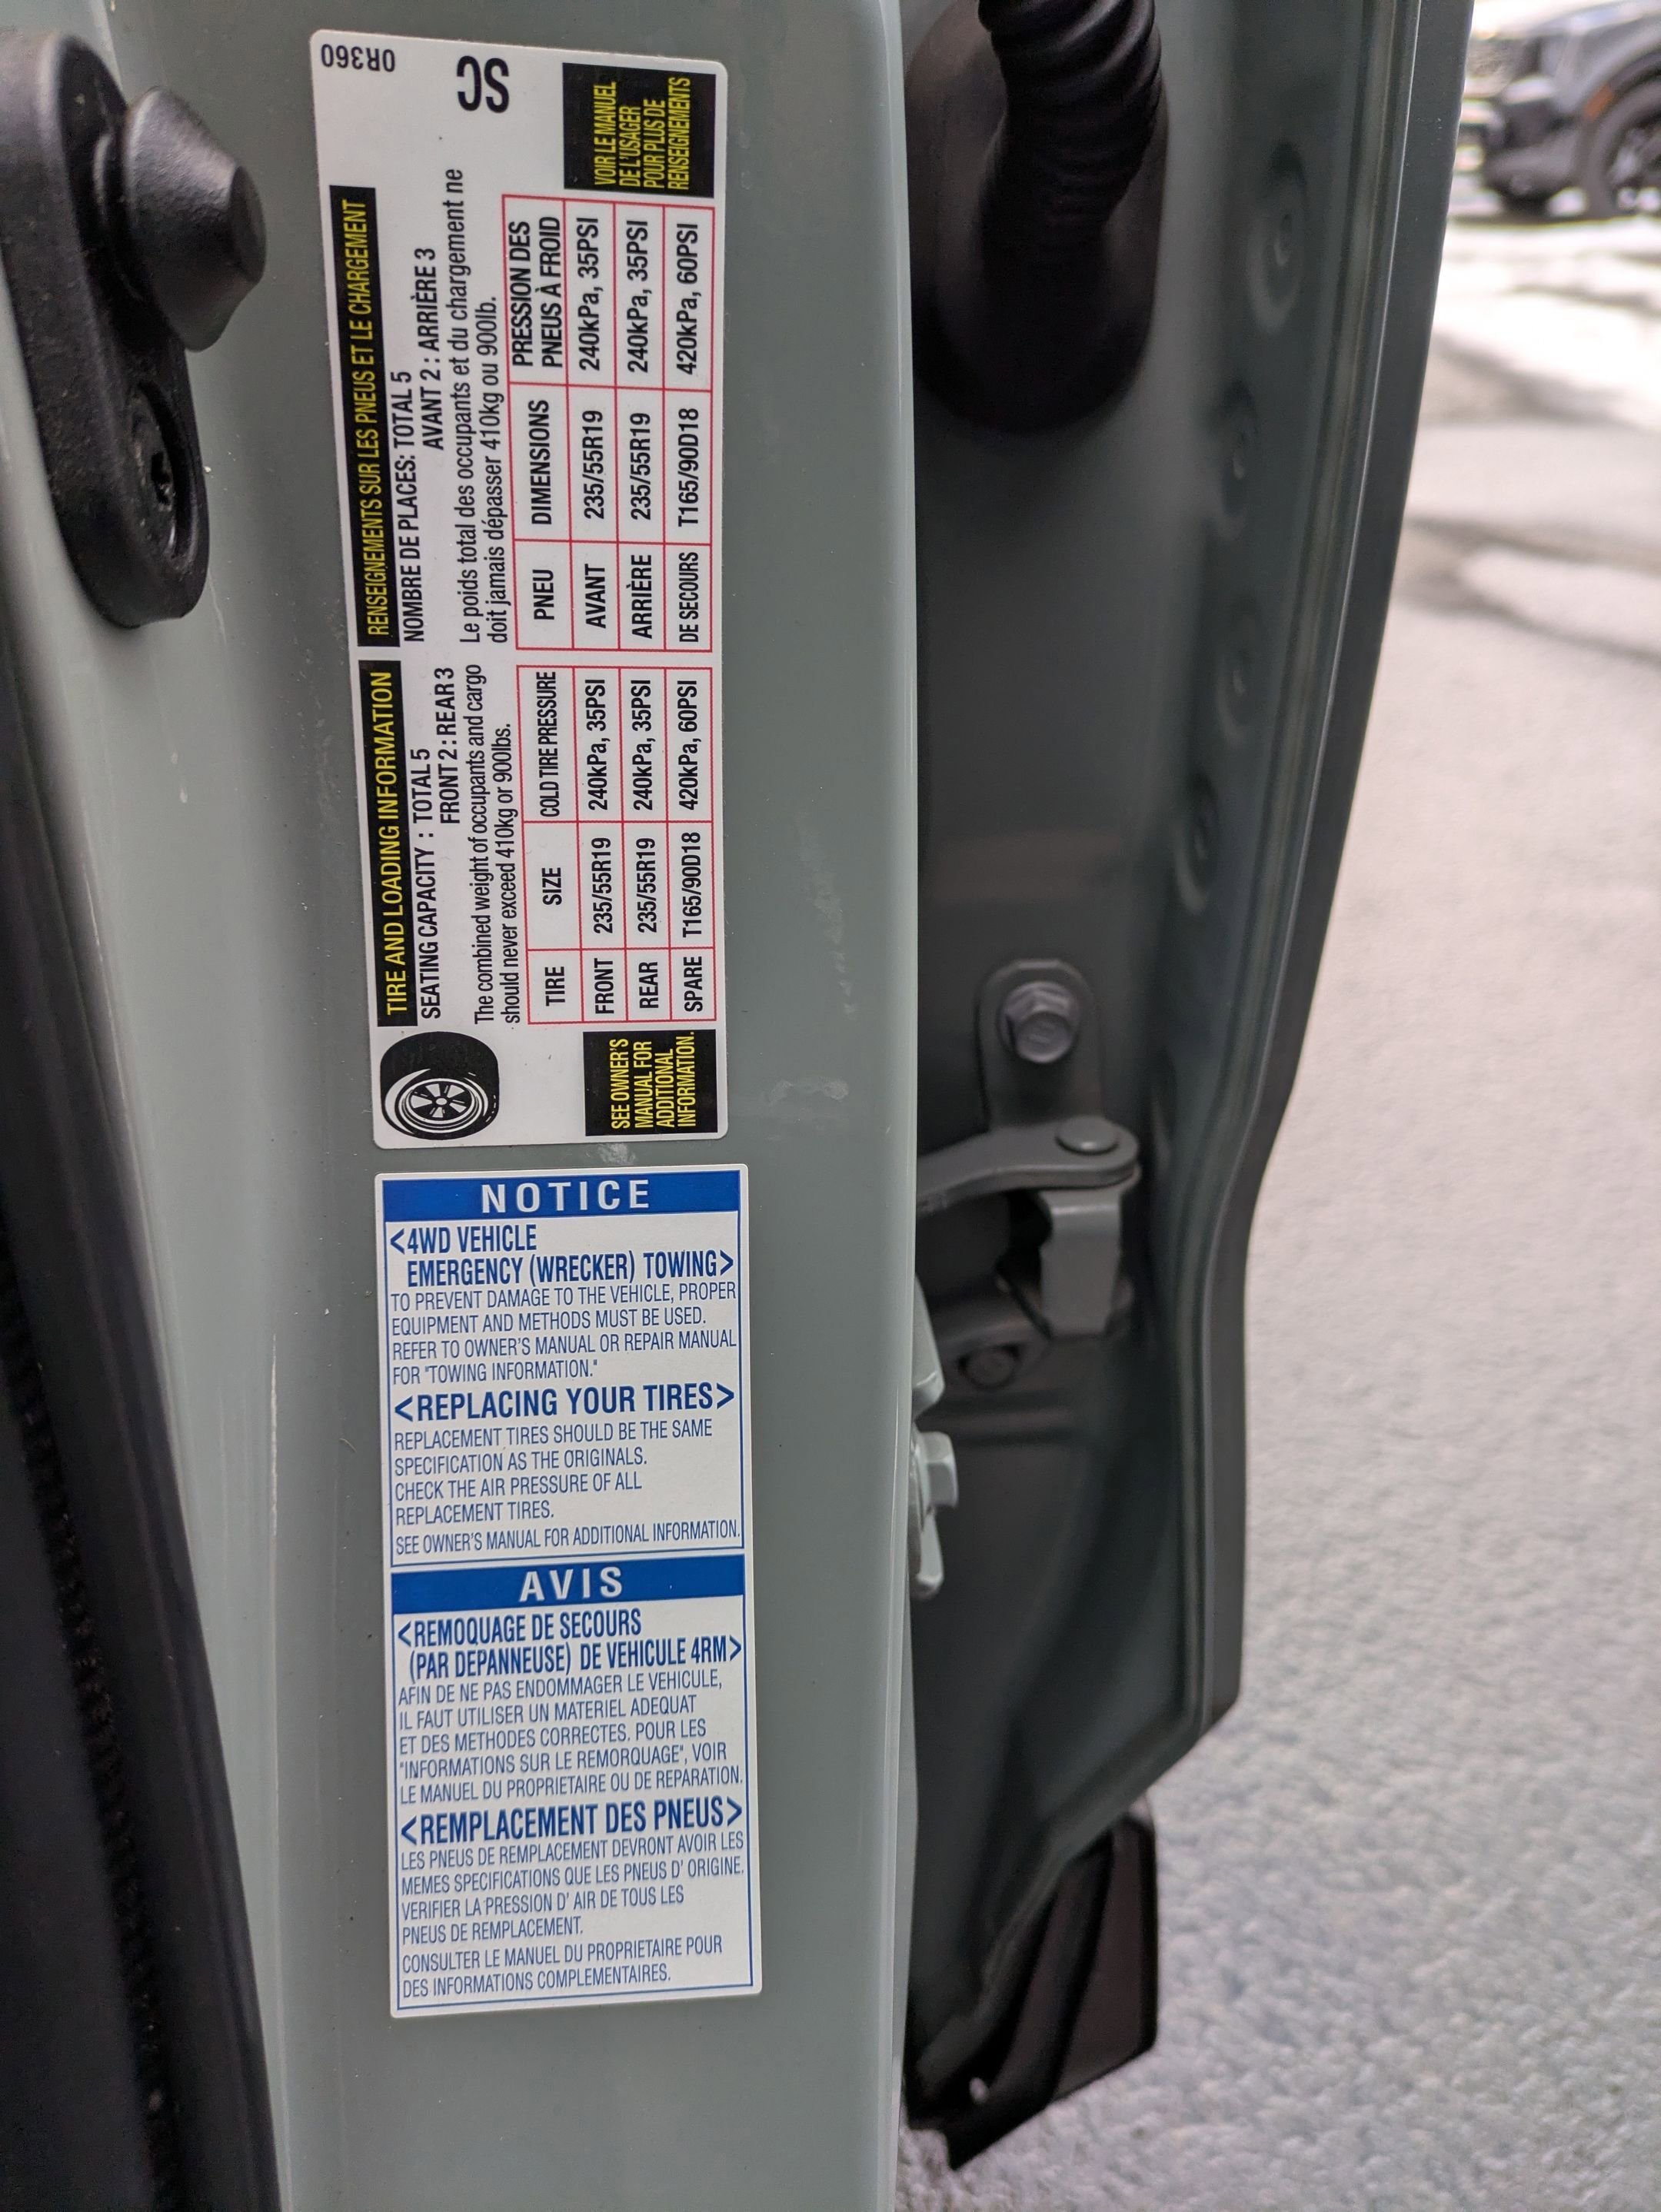 TIRE AND LOADING INFORMATION
SEATING CAPACITY : TOTAL 5
FRONT 2 : REAR 3
The combined weight of occupants and cargo
should never exceed 410kg or 900lbs.
TIRE SIZE COLD TIRE PRESSURE
FRONT 235/55R19 240kPa, 35PSI
REAR 235/55R19 240kPa, 35PSI
SPARE T165/90D18 420kPa, 60PSI
SEE OWNER'S
MANUAL FOR
ADDITIONAL
INFORMATION.
RENSEIGNEMENTS SUR LES PNEUS ET LE CHARGEMENT
NOMBRE DE PLACES: TOTAL 5
AVANT 2 : ARRIÈRE 3
Le poids total des occupants et du chargement ne
doit jamais dépasser 410kg ou 900lb.
PNEU DIMENSIONS PRESSION DES
PNEUS À FROID
AVANT 235/55R19 240kPa, 35PSI
ARRIÈRE 235/55R19 240kPa, 35PSI
DE SECOURS T165/90D18 420kPa, 60PSI
VOIR LE MANUEL
DE L'USAGER
POUR PLUS DE
RENSEIGNEMENTS
0R360
SC
NOTICE
<4WD VEHICLE
EMERGENCY (WRECKER) TOWING>
TO PREVENT DAMAGE TO THE VEHICLE, PROPER
EQUIPMENT AND METHODS MUST BE USED.
REFER TO OWNER'S MANUAL OR REPAIR MANUAL
FOR "TOWING INFORMATION."
<REPLACING YOUR TIRES>
REPLACEMENT TIRES SHOULD BE THE SAME
SPECIFICATION AS THE ORIGINALS.
CHECK THE AIR PRESSURE OF ALL
REPLACEMENT TIRES.
SEE OWNER'S MANUAL FOR ADDITIONAL INFORMATION.
AVIS
<REMOQUAGE DE SECOURS
(PAR DEPANNEUSE) DE VEHICULE 4RM>
AFIN DE NE PAS ENDOMMAGER LE VEHICULE,
IL FAUT UTILISER UN MATERIEL ADEQUAT
ET DES METHODES CORRECTES. POUR LES
"INFORMATIONS SUR LE REMORQUAGE", VOIR
LE MANUEL DU PROPRIETAIRE OU DE REPARATION.
<REMPLACEMENT DES PNEUS>
LES PNEUS DE REMPLACEMENT DEVRONT AVOIR LES
MEMES SPECIFICATIONS QUE LES PNEUS D' ORIGINE.
VERIFIER LA PRESSION D' AIR DE TOUS LES
PNEUS DE REMPLACEMENT.
CONSULTER LE MANUEL DU PROPRIETAIRE POUR
DES INFORMATIONS COMPLEMENTAIRES.